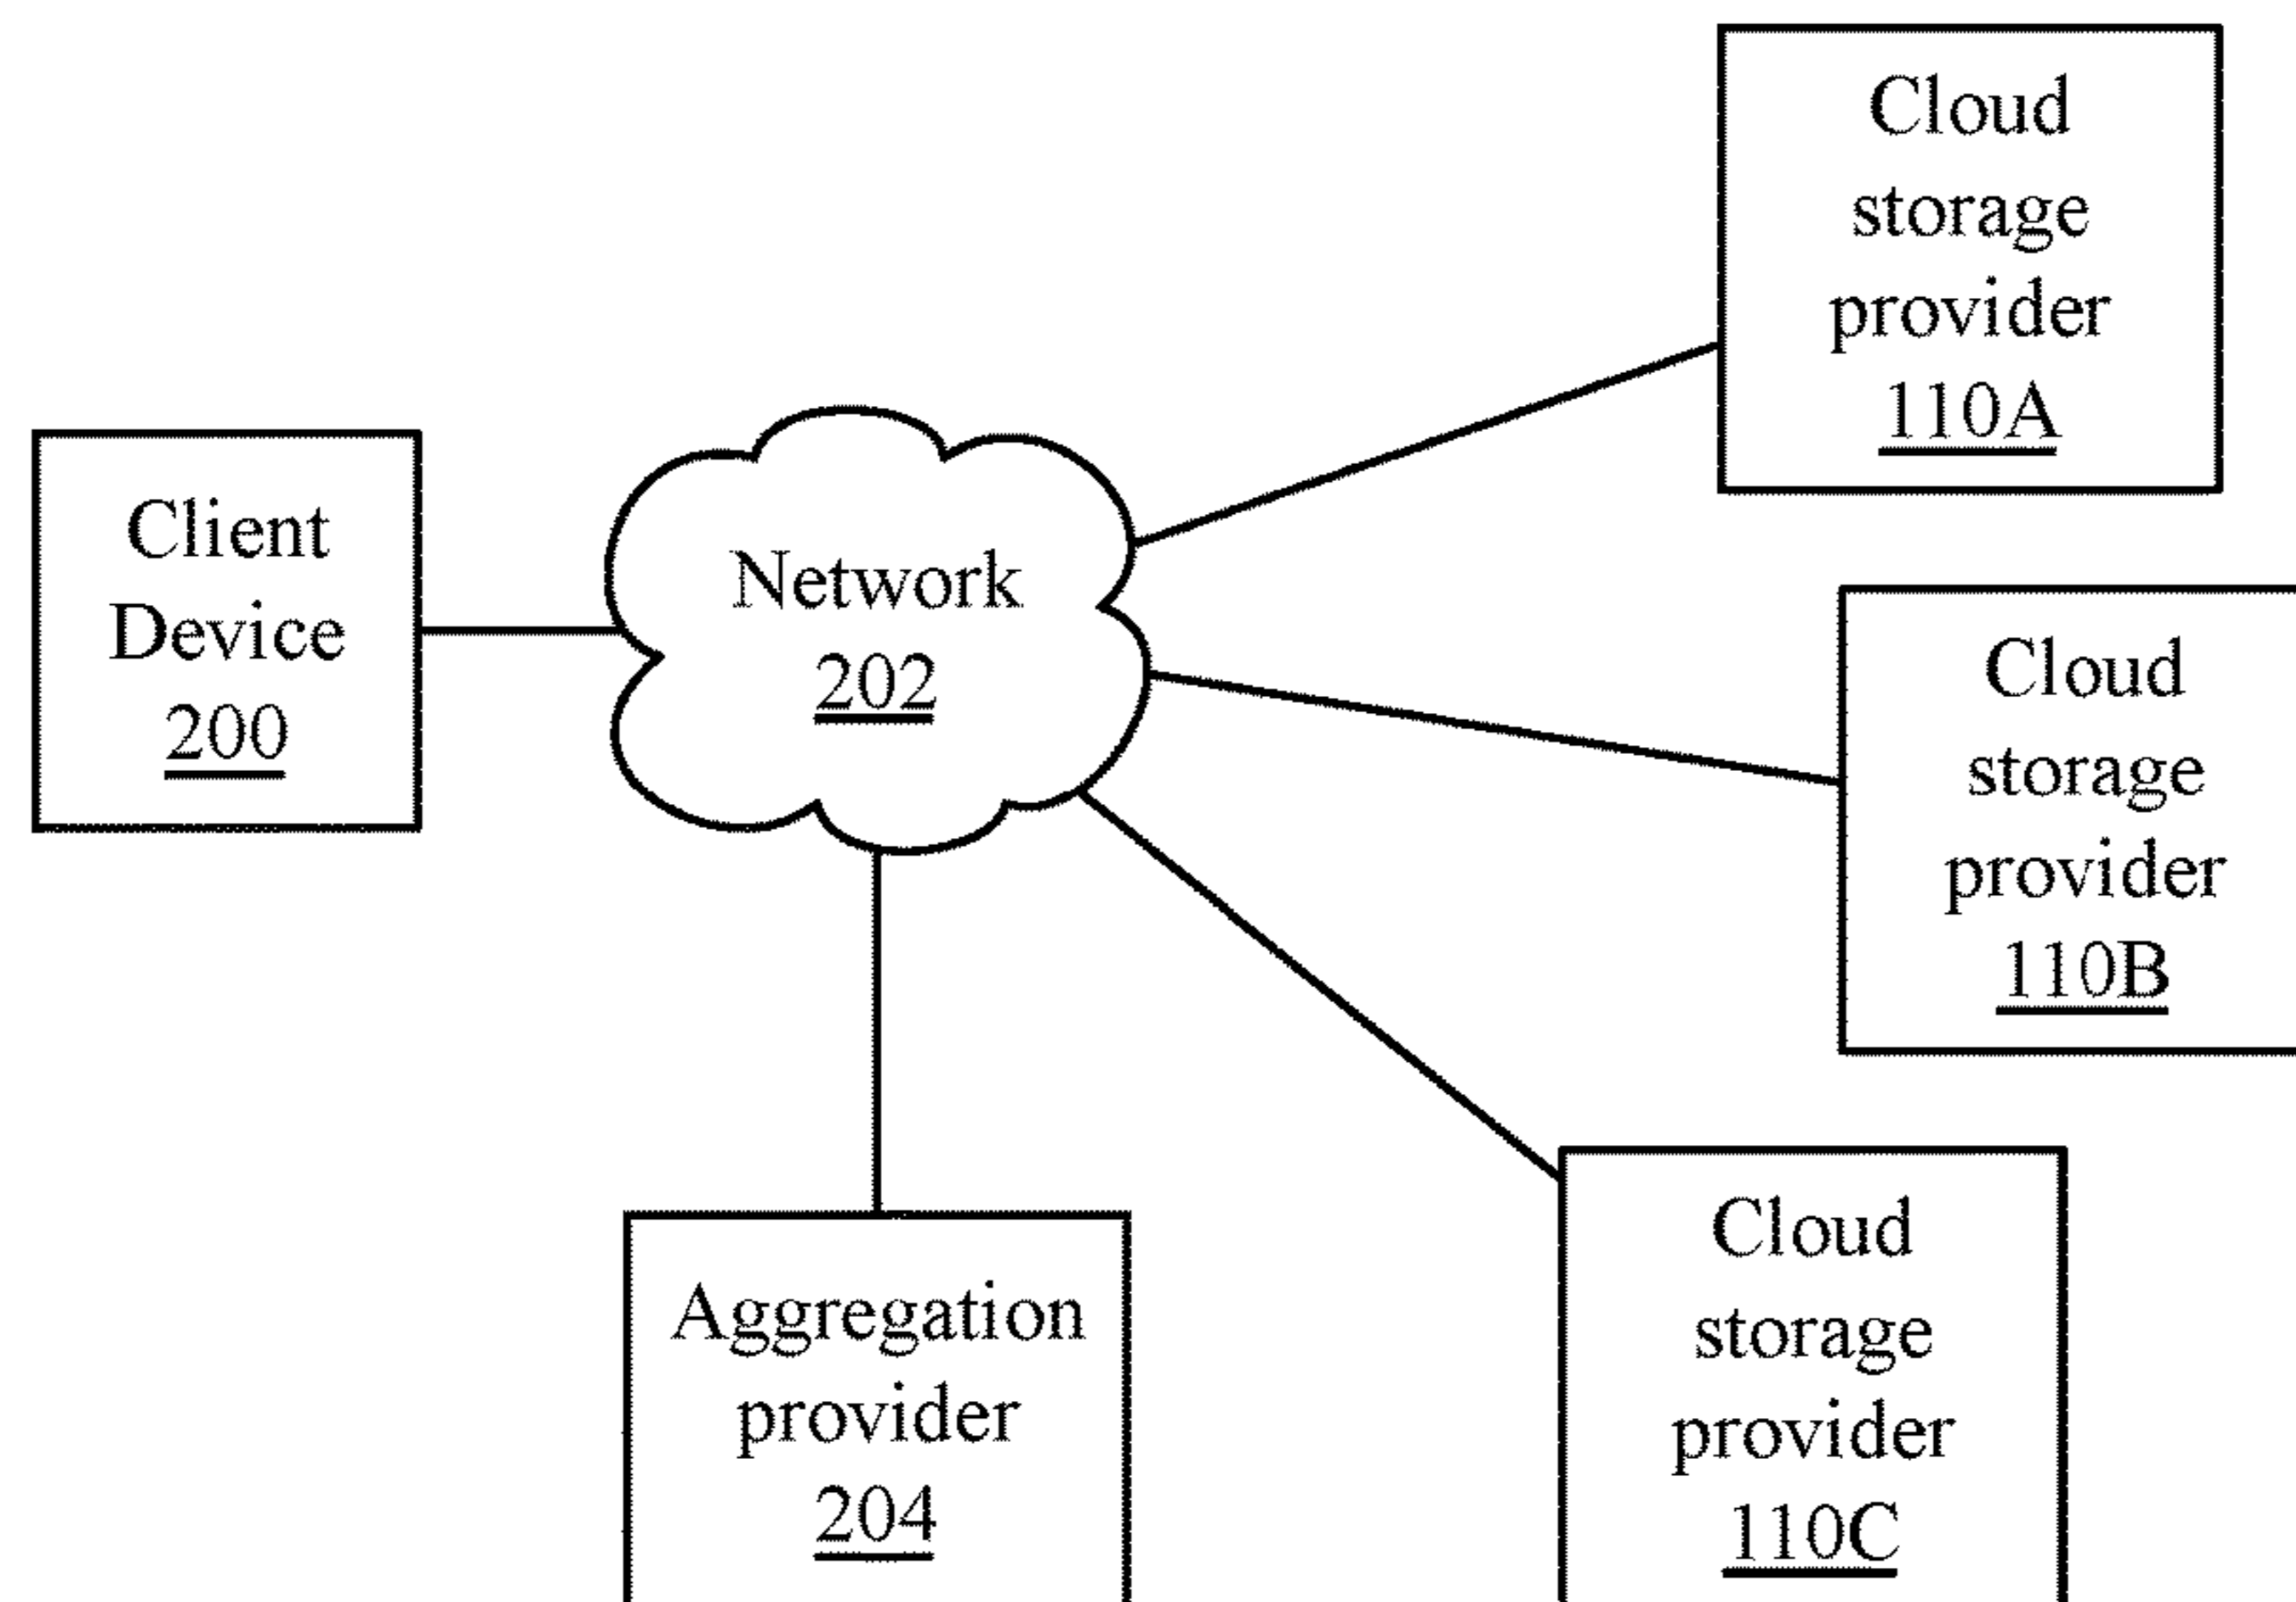 Cloud
storage
provider
110A
Client
Device
200
Network
202
Cloud
storage
provider
110B
Aggregation
provider
204
Cloud
storage
provider
110C